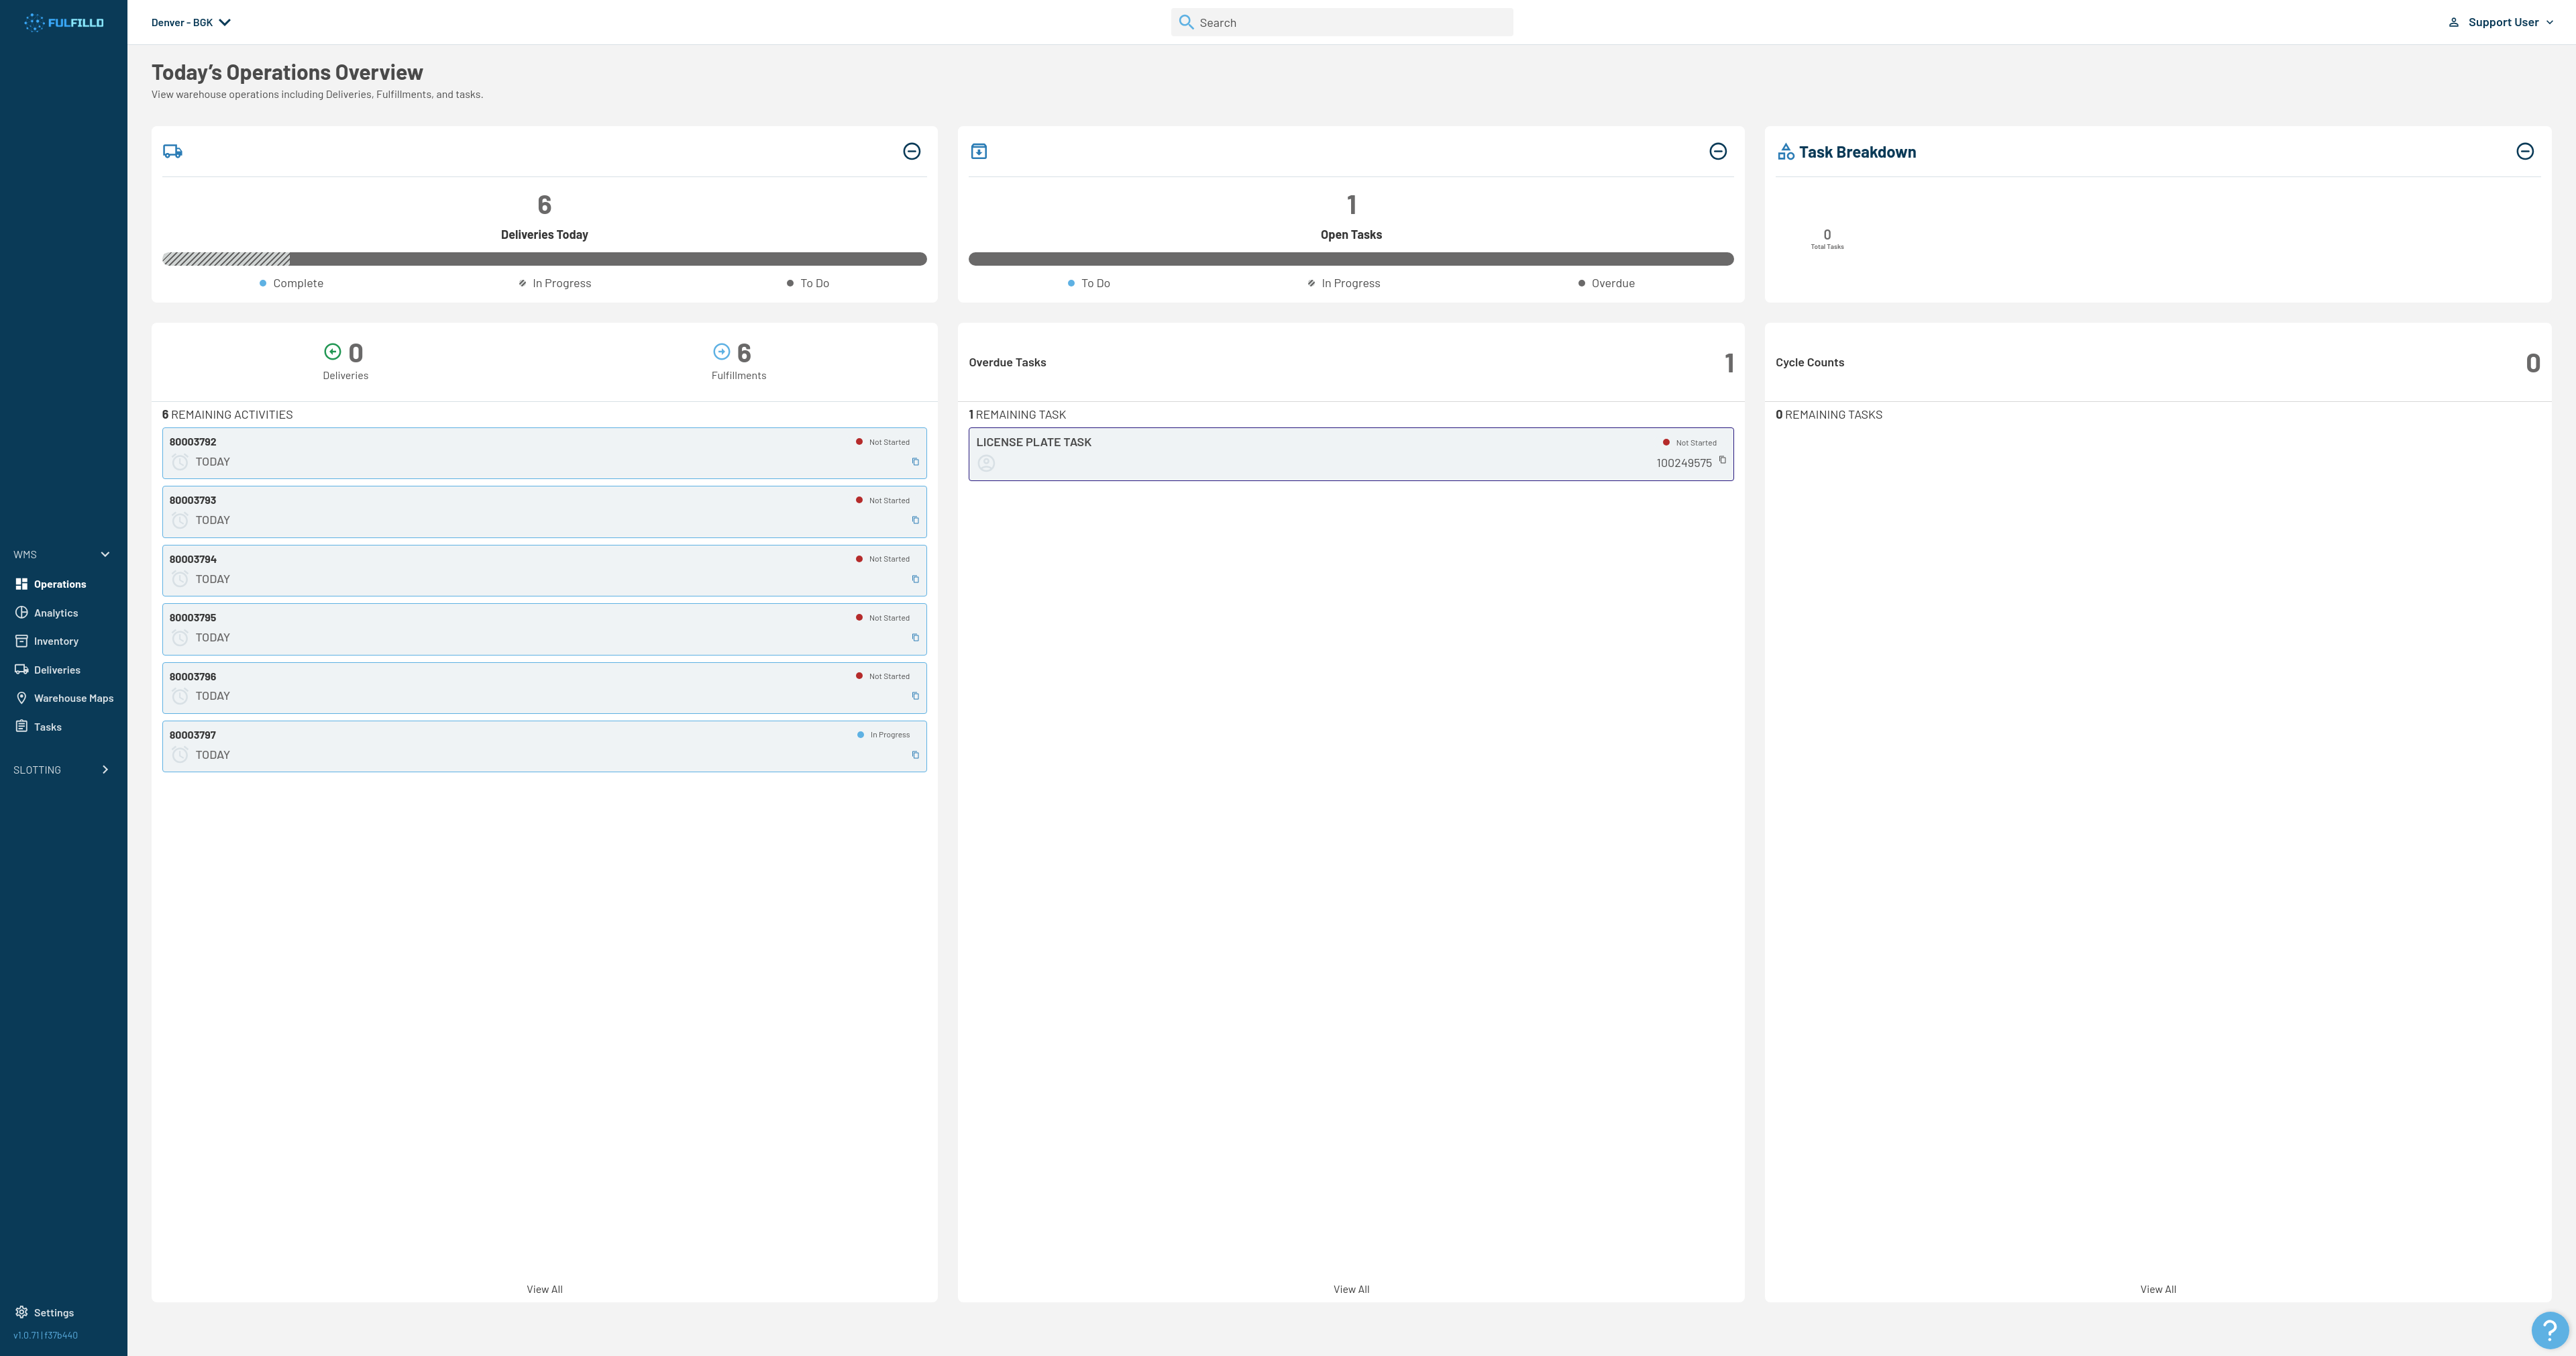 FULFILLD
Denver - BGK
Search
Support User
Today's Operations Overview
View warehouse operations including Deliveries, Fulfillments, and tasks.
6
Deliveries Today
Complete
In Progress
To Do
1
Open Tasks
To Do
In Progress
Overdue
Task Breakdown
0
Total Tasks
0
Deliveries
6
Fulfillments
6 REMAINING ACTIVITIES
80003792
Not Started
TODAY
80003793
Not Started
TODAY
80003794
Not Started
TODAY
80003795
Not Started
TODAY
80003796
Not Started
TODAY
80003797
In Progress
TODAY
View All
Overdue Tasks
1
1 REMAINING TASK
LICENSE PLATE TASK
Not Started
100249575
View All
Cycle Counts
0
0 REMAINING TASKS
View All
WMS
Operations
Analytics
Inventory
Deliveries
Warehouse Maps
Tasks
SLOTTING
Settings
v1.0.71 | f37b440
?